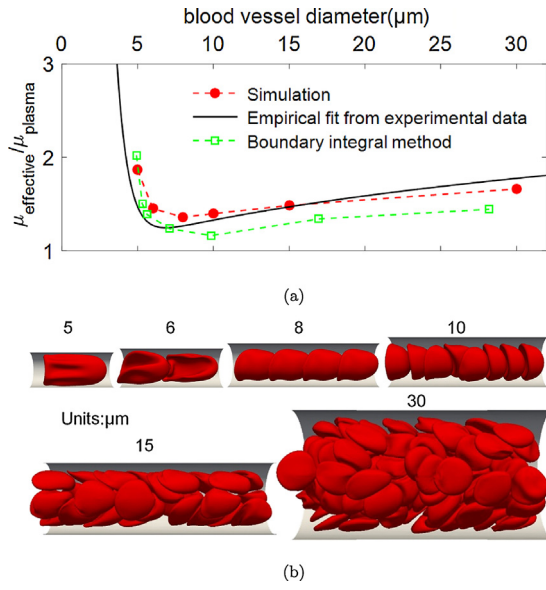 (a)
blood vessel diameter(μm)
0 5 10 15 20 25 30
3
2
1
μeffective/μplasma
Simulation
Empirical fit from experimental data
Boundary integral method
(a)
5 6 8 10
Units:μm
15 30
(b)